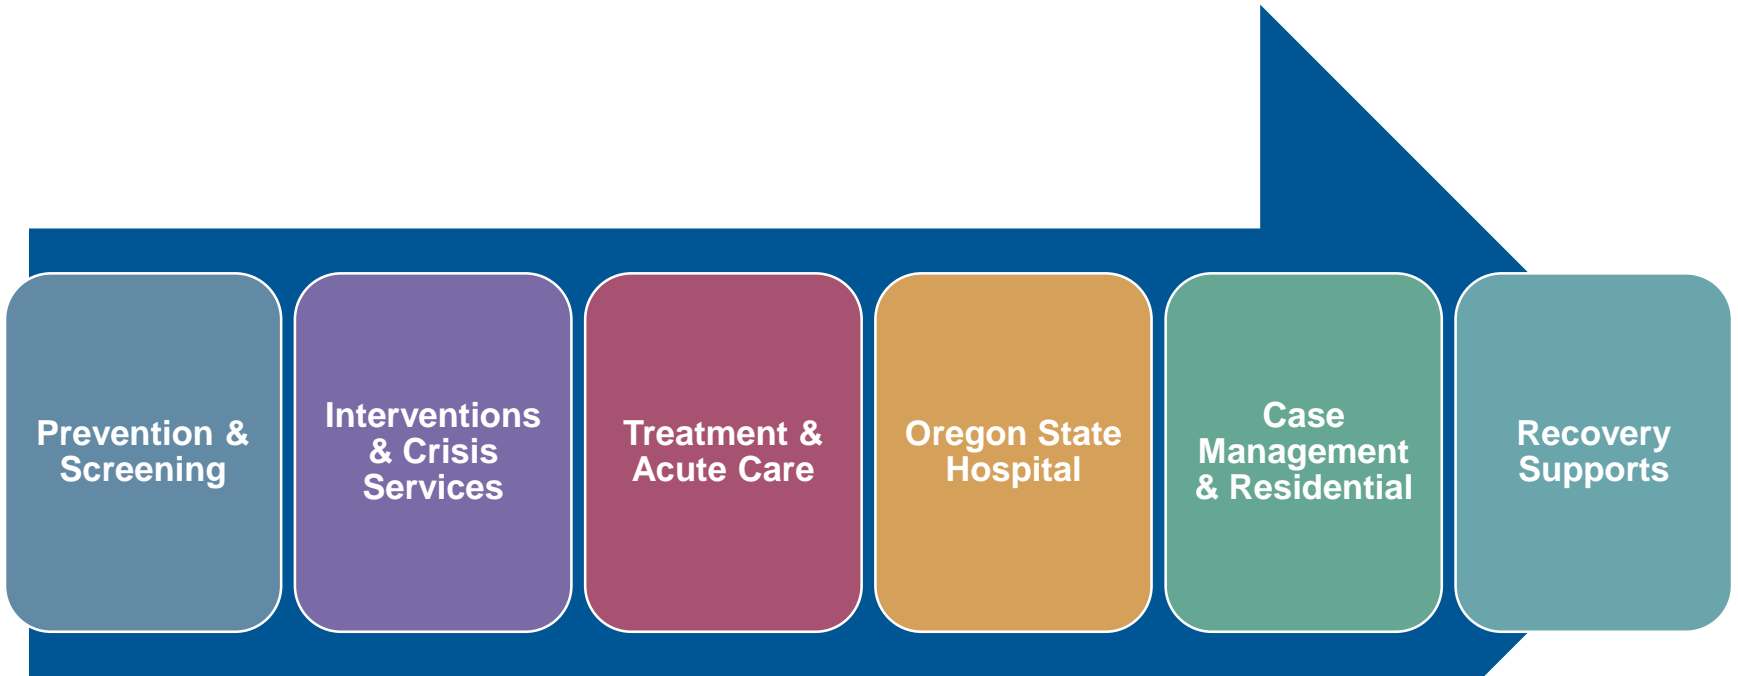 Prevention &
Screening
Interventions
& Crisis
Services
Treatment &
Acute Care
Oregon State
Hospital
Case
Management
& Residential
Recovery
Supports